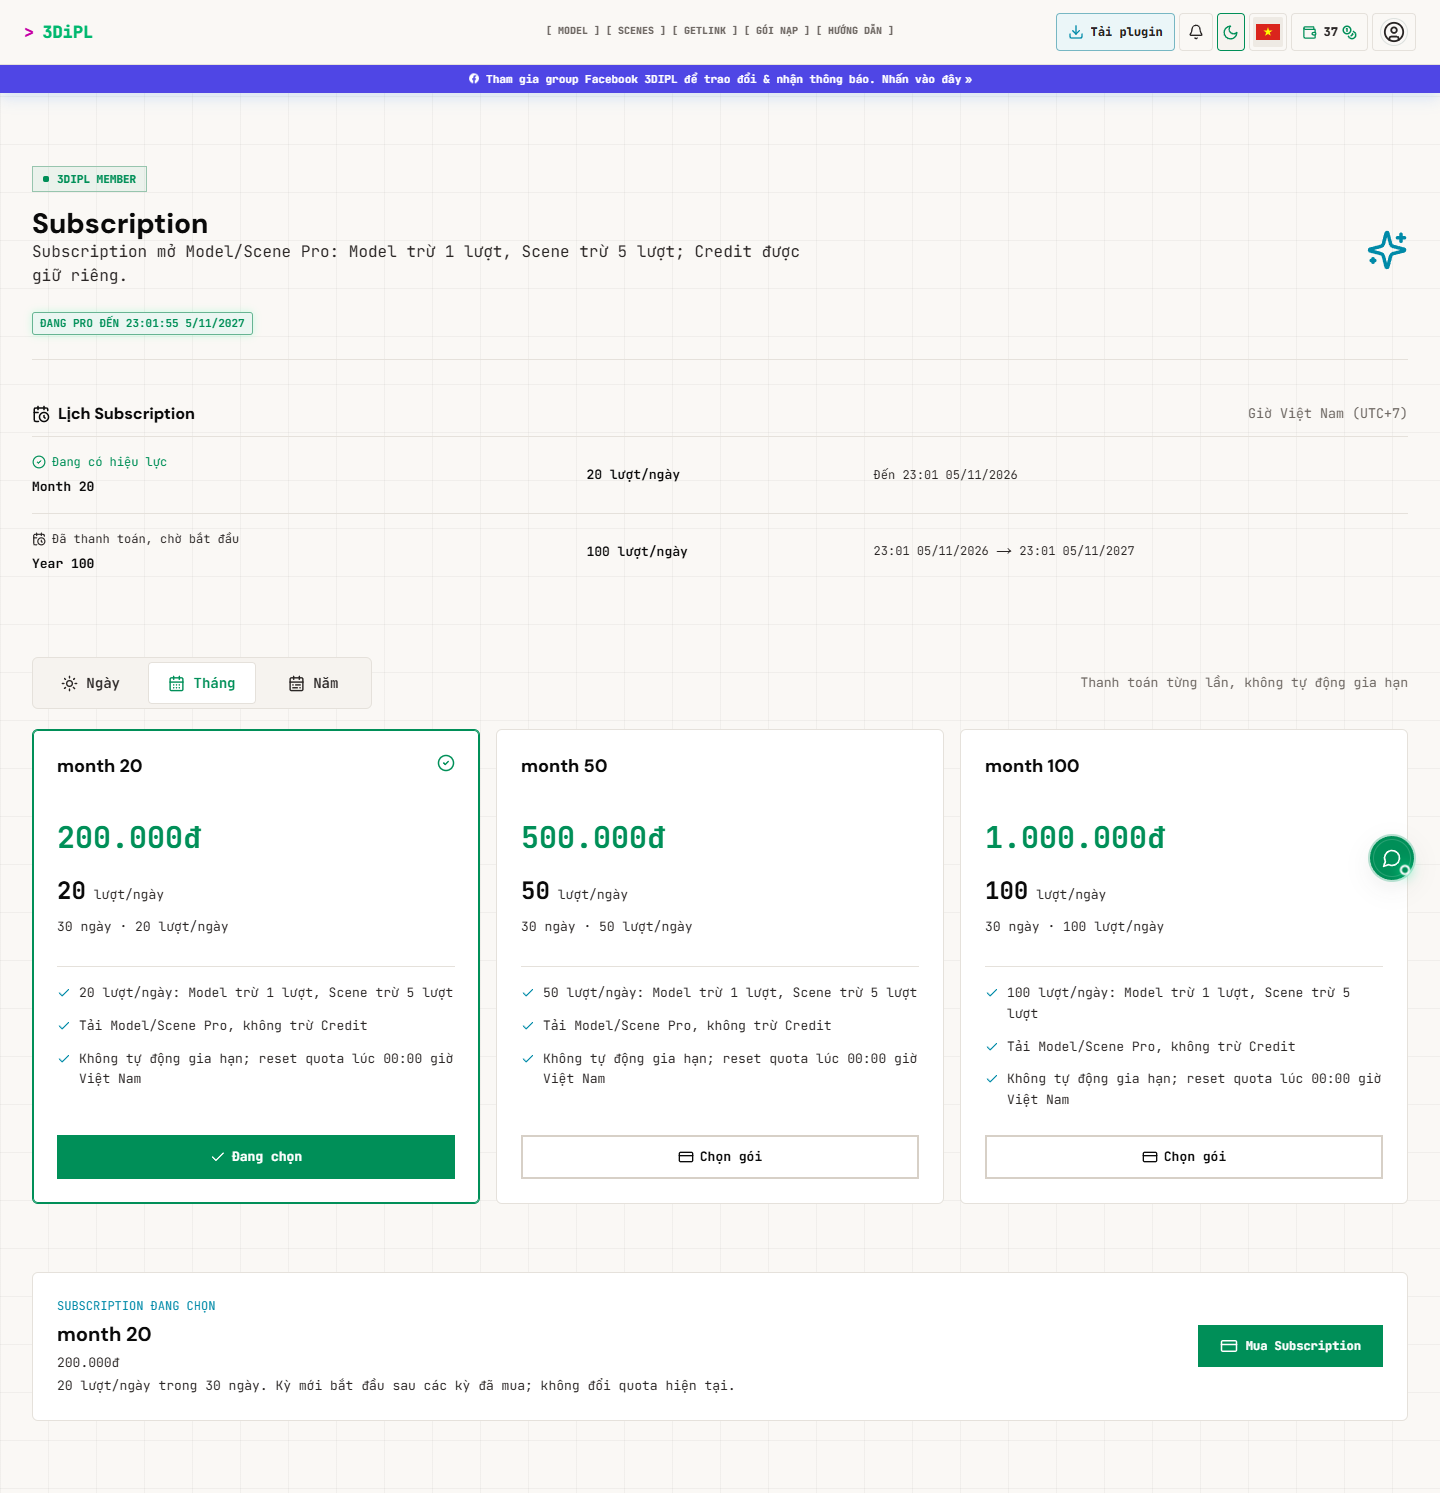 > 3DiPL
[ MODEL ] [ SCENES ] [ GETLINK ] [ GÓI NẠP ] [ HƯỚNG DẪN ]
Tải plugin
37
Tham gia group Facebook 3DIPL để trao đổi & nhận thông báo. Nhấn vào đây »
3DIPL MEMBER
Subscription
Subscription mở Model/Scene Pro: Model trừ 1 lượt, Scene trừ 5 lượt; Credit được
giữ riêng.
ĐANG PRO ĐẾN 23:01:55 5/11/2027
Lịch Subscription
Giờ Việt Nam (UTC+7)
Đang có hiệu lực
Month 20
20 lượt/ngày
Đến 23:01 05/11/2026
Đã thanh toán, chờ bắt đầu
Year 100
100 lượt/ngày
23:01 05/11/2026 → 23:01 05/11/2027
Ngày
Tháng
Năm
Thanh toán từng lần, không tự động gia hạn
month 20
200.000đ
20 lượt/ngày
30 ngày · 20 lượt/ngày
20 lượt/ngày: Model trừ 1 lượt, Scene trừ 5 lượt
Tải Model/Scene Pro, không trừ Credit
Không tự động gia hạn; reset quota lúc 00:00 giờ
Việt Nam
Đang chọn
month 50
500.000đ
50 lượt/ngày
30 ngày · 50 lượt/ngày
50 lượt/ngày: Model trừ 1 lượt, Scene trừ 5 lượt
Tải Model/Scene Pro, không trừ Credit
Không tự động gia hạn; reset quota lúc 00:00 giờ
Việt Nam
Chọn gói
month 100
1.000.000đ
100 lượt/ngày
30 ngày · 100 lượt/ngày
100 lượt/ngày: Model trừ 1 lượt, Scene trừ 5
lượt
Tải Model/Scene Pro, không trừ Credit
Không tự động gia hạn; reset quota lúc 00:00 giờ
Việt Nam
Chọn gói
SUBSCRIPTION ĐANG CHỌN
month 20
200.000đ
20 lượt/ngày trong 30 ngày. Kỳ mới bắt đầu sau các kỳ đã mua; không đổi quota hiện tại.
Mua Subscription